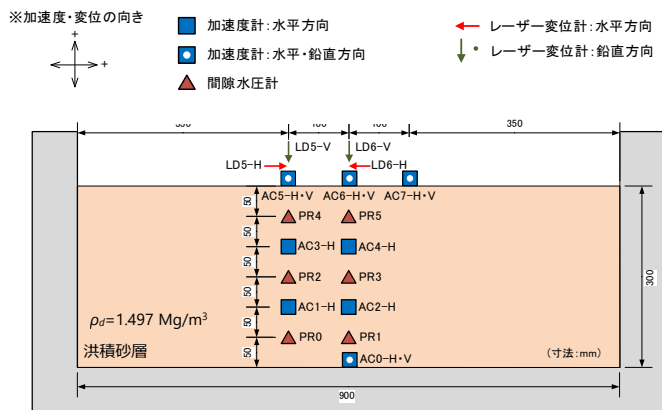 ※加速度・変位の向き
+
+
加速度計：水平方向
加速度計：水平・鉛直方向
間隙水圧計
レーザー変位計：水平方向
レーザー変位計：鉛直方向
350
LD5-V
LD6-V
LD5-H
LD6-H
AC5-H・V
AC6-H・V
AC7-H・V
50
PR4
PR5
50
AC3-H
AC4-H
50
PR2
PR3
300
50
AC1-H
AC2-H
50
ρd=1.497 Mg/m³
PR0
PR1
洪積砂層
50
AC0-H・V
(寸法：mm)
900